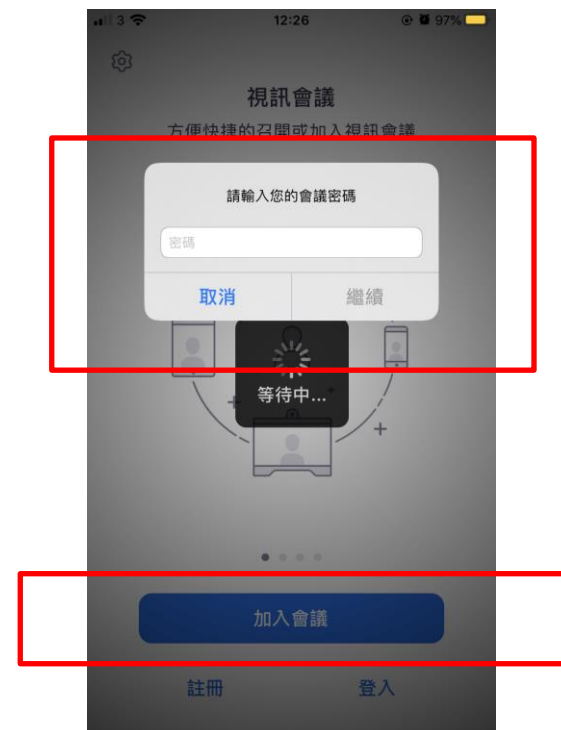 3 12:26 97%
視訊會議
方便快捷的召開或加入視訊會議
請輸入您的會議密碼
密碼
取消 繼續
等待中...
加入會議
註冊 登入